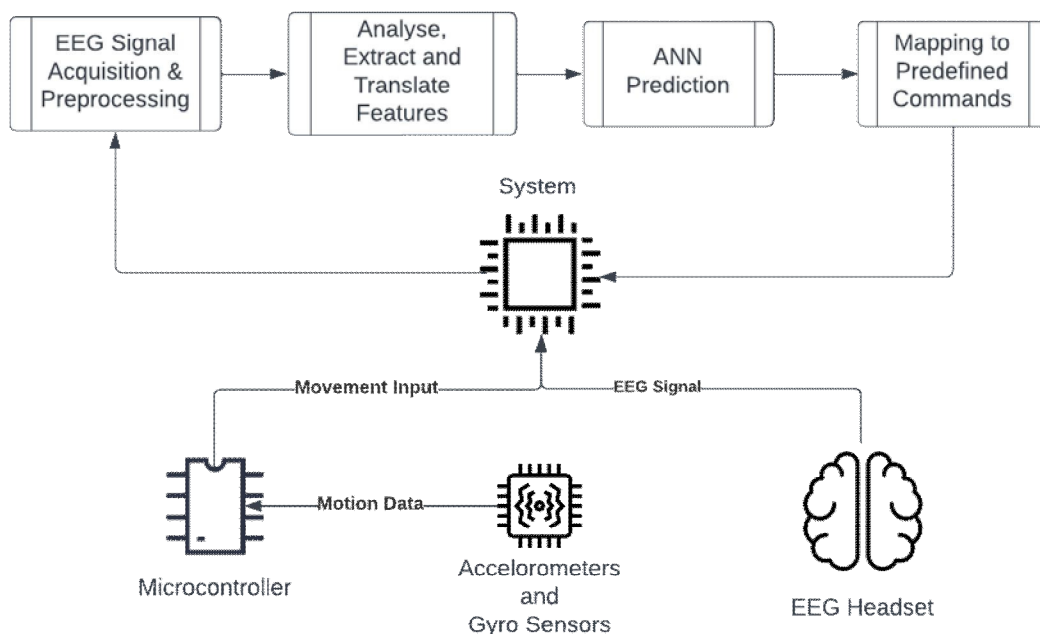 EEG Signal
Acquisition &
Preprocessing
Analyse,
Extract and
Translate
Features
ANN
Prediction
Mapping to
Predefined
Commands
System
Movement Input
EEG Signal
Motion Data
Microcontroller
Accelorometers
and
Gyro Sensors
EEG Headset